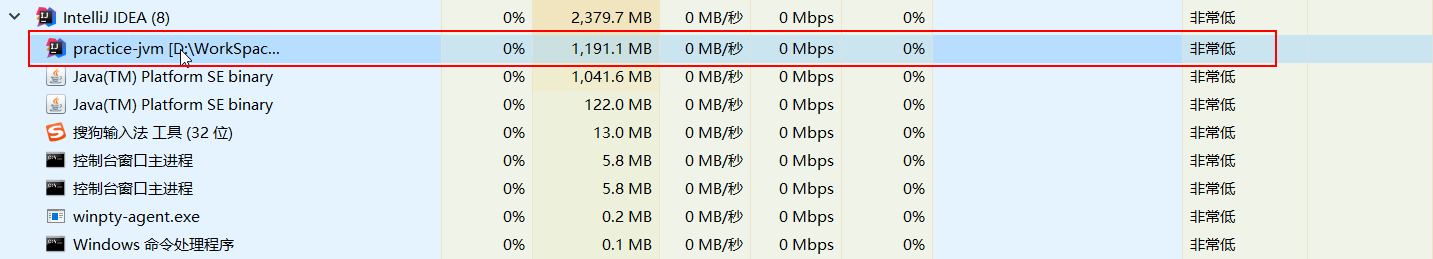 IntelliJ IDEA (8) 0% 2,379.7 MB 0 MB/秒 0 Mbps 0% 非常低
practice-jvm [D:\WorkSpac... 0% 1,191.1 MB 0 MB/秒 0 Mbps 0% 非常低
Java(TM) Platform SE binary 0% 1,041.6 MB 0 MB/秒 0 Mbps 0% 非常低
Java(TM) Platform SE binary 0% 122.0 MB 0 MB/秒 0 Mbps 0% 非常低
搜狗输入法 工具 (32 位) 0% 13.0 MB 0 MB/秒 0 Mbps 0% 非常低
控制台窗口主进程 0% 5.8 MB 0 MB/秒 0 Mbps 0% 非常低
控制台窗口主进程 0% 5.8 MB 0 MB/秒 0 Mbps 0% 非常低
winpty-agent.exe 0% 0.2 MB 0 MB/秒 0 Mbps 0% 非常低
Windows 命令处理程序 0% 0.1 MB 0 MB/秒 0 Mbps 0% 非常低